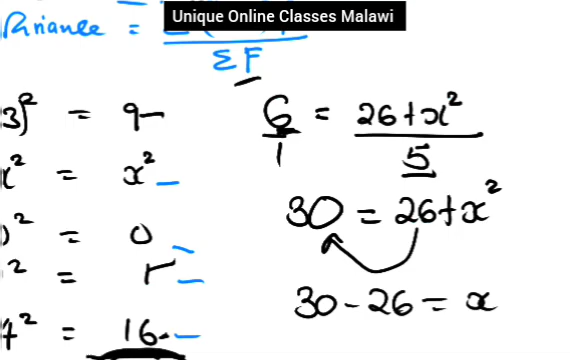 Unique Online Classes Malawi
Variance =
ΣF
3)² = 9
x² = x²
)² = 0
² = 1
4² = 16
6/1 = 26+x²/5
30 = 26+x²
30 - 26 = x